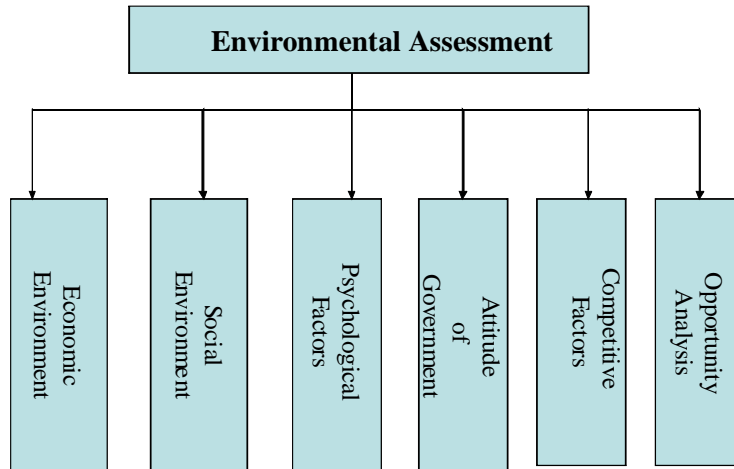 Environmental Assessment
Economic
Environment
Social
Environment
Psychological
Factors
Attitude
of
Government
Competitive
Factors
Opportunity
Analysis